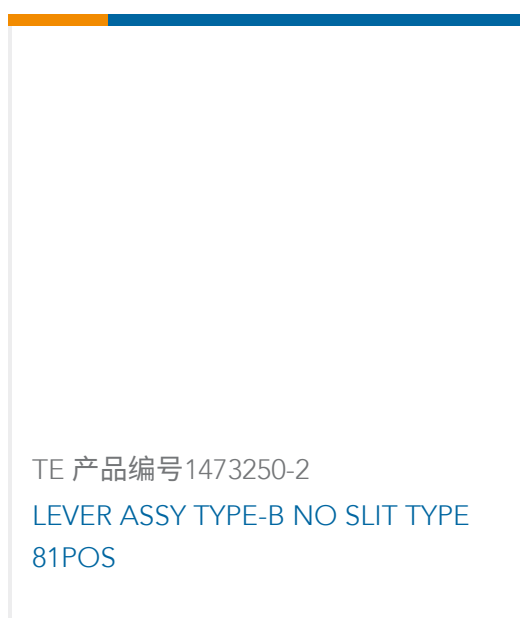 TE 产品编号1473250-2
LEVER ASSY TYPE-B NO SLIT TYPE
81POS